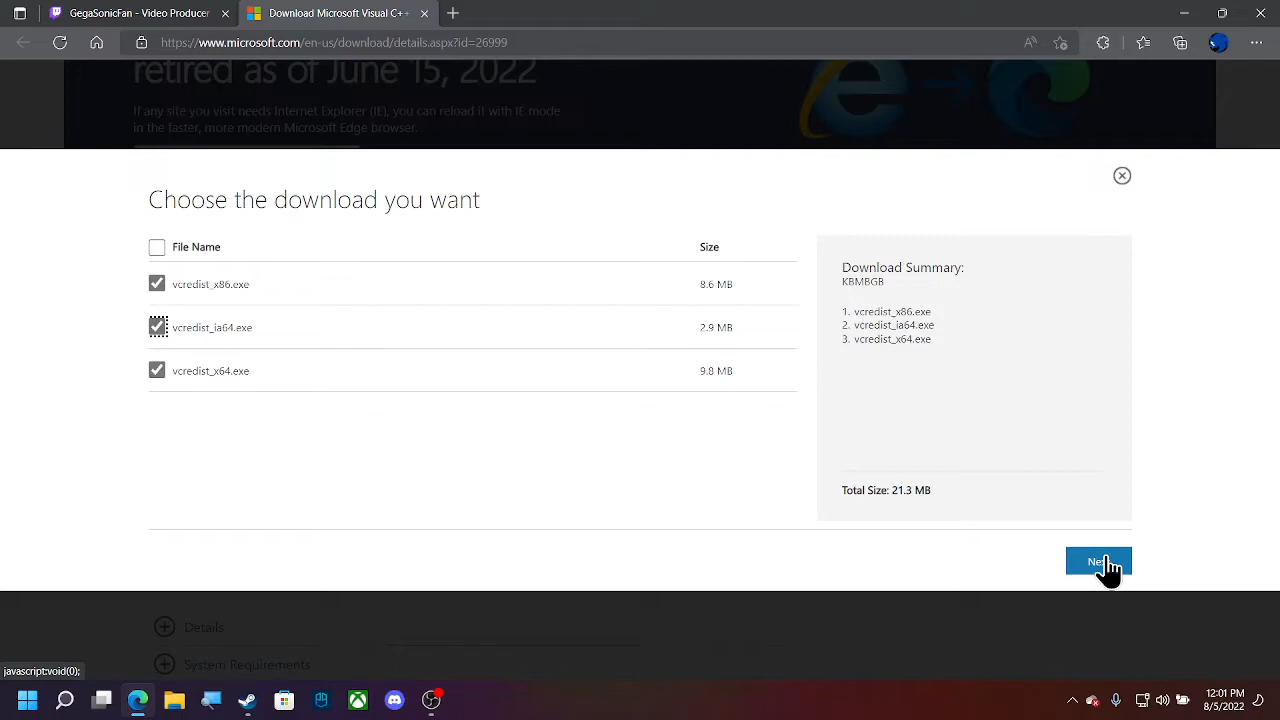 GegaSonicFan - Video Producer
Download Microsoft Visual C++
https://www.microsoft.com/en-us/download/details.aspx?id=26999
retired as of June 15, 2022
If any site you visit needs Internet Explorer (IE), you can reload it with IE mode
in the faster, more modern Microsoft Edge browser.
Choose the download you want
File Name
Size
vcredist_x86.exe
8.6 MB
vcredist_ia64.exe
2.9 MB
vcredist_x64.exe
9.8 MB
Download Summary:
KBMBGB
1. vcredist_x86.exe
2. vcredist_ia64.exe
3. vcredist_x64.exe
Total Size: 21.3 MB
Details
System Requirements
javascript:void(0);
12:01 PM
8/5/2022